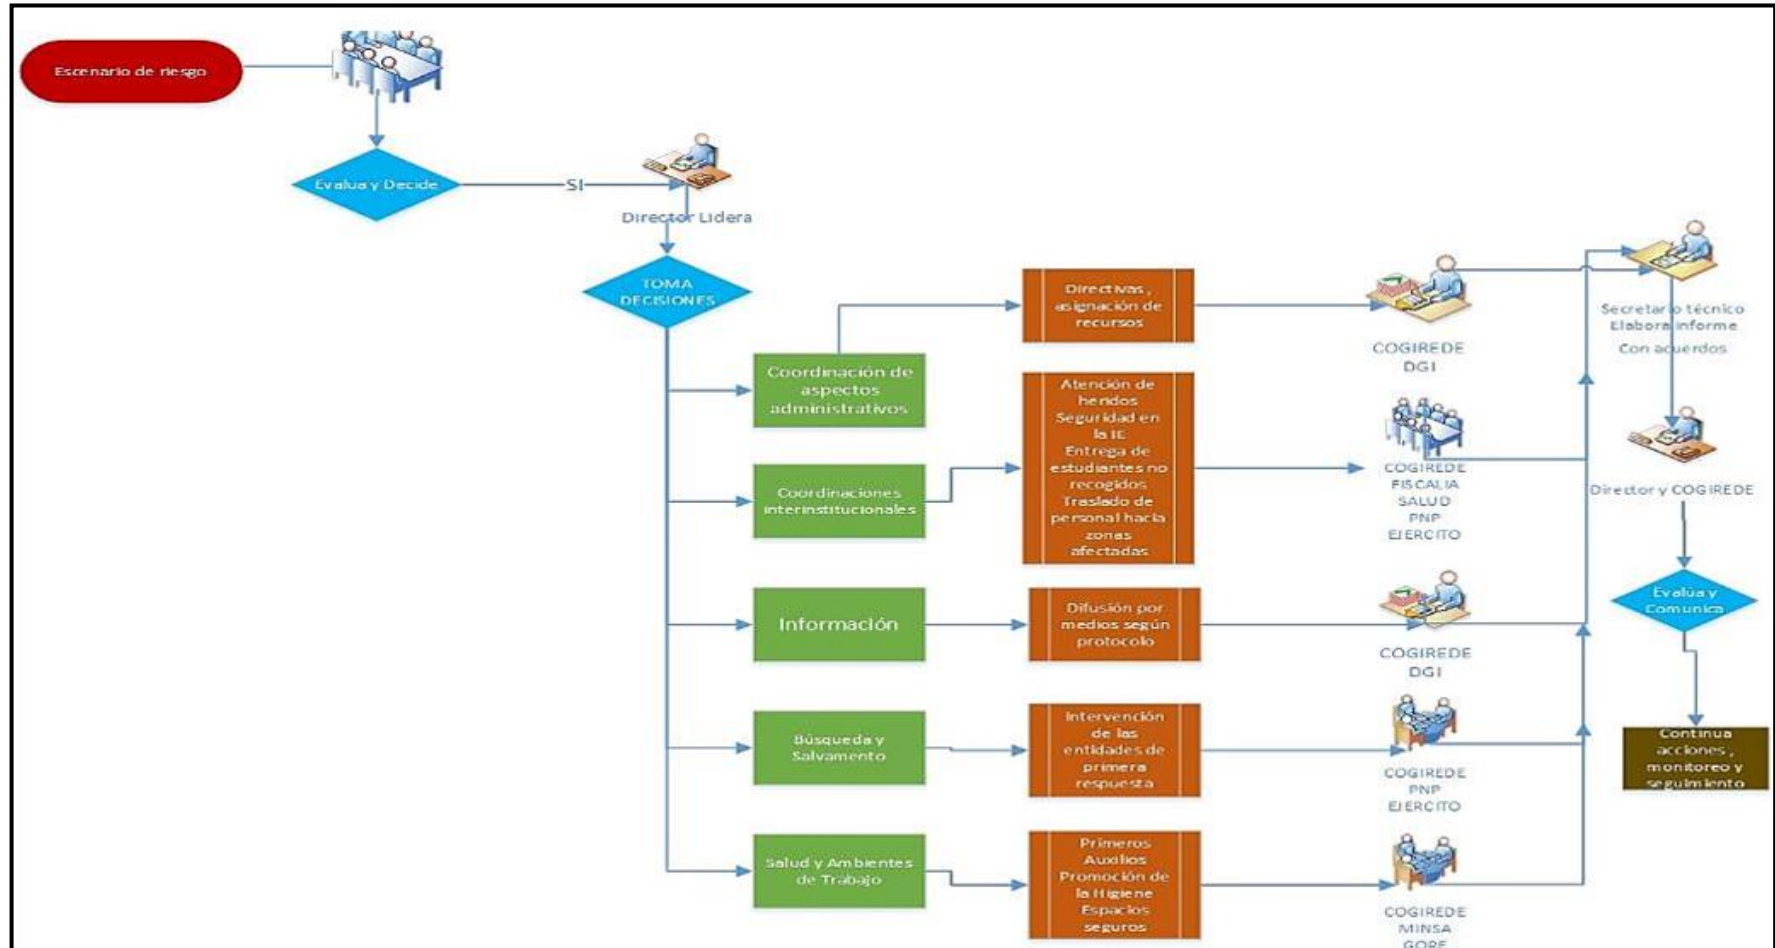 Escenario de riesgo
Evalua y Decide
SI
Director Lidera
TOMA
DECISIONES
Coordinación de
aspectos
administrativos
Directivas,
asignación de
recursos
COGIREDE
DGI
Secretario técnico
Elabora informe
Con acuerdos
Coordinaciones
interinstitucionales
Atención de
heridos
Seguridad en
la IE
Entrega de
estudiantes no
recogidos
Traslado de
personal hacía
zonas
afectadas
COGIREDE
FISCALIA
SALUD
PNP
EJERCITO
Director y COGIREDE
Evalúa y
Comunica
Información
Difusión por
medios según
protocolo
COGIREDE
DGI
Búsqueda y
Salvamento
Intervención
de las
entidades de
primera
respuesta
COGIREDE
PNP
EJERCITO
Continua
acciones,
monitoreo y
seguimiento
Salud y Ambientes
de Trabajo
Primeros
Auxilios
Promoción de
la Higiene
Espacios
seguros
COGIREDE
MINSA
GORE